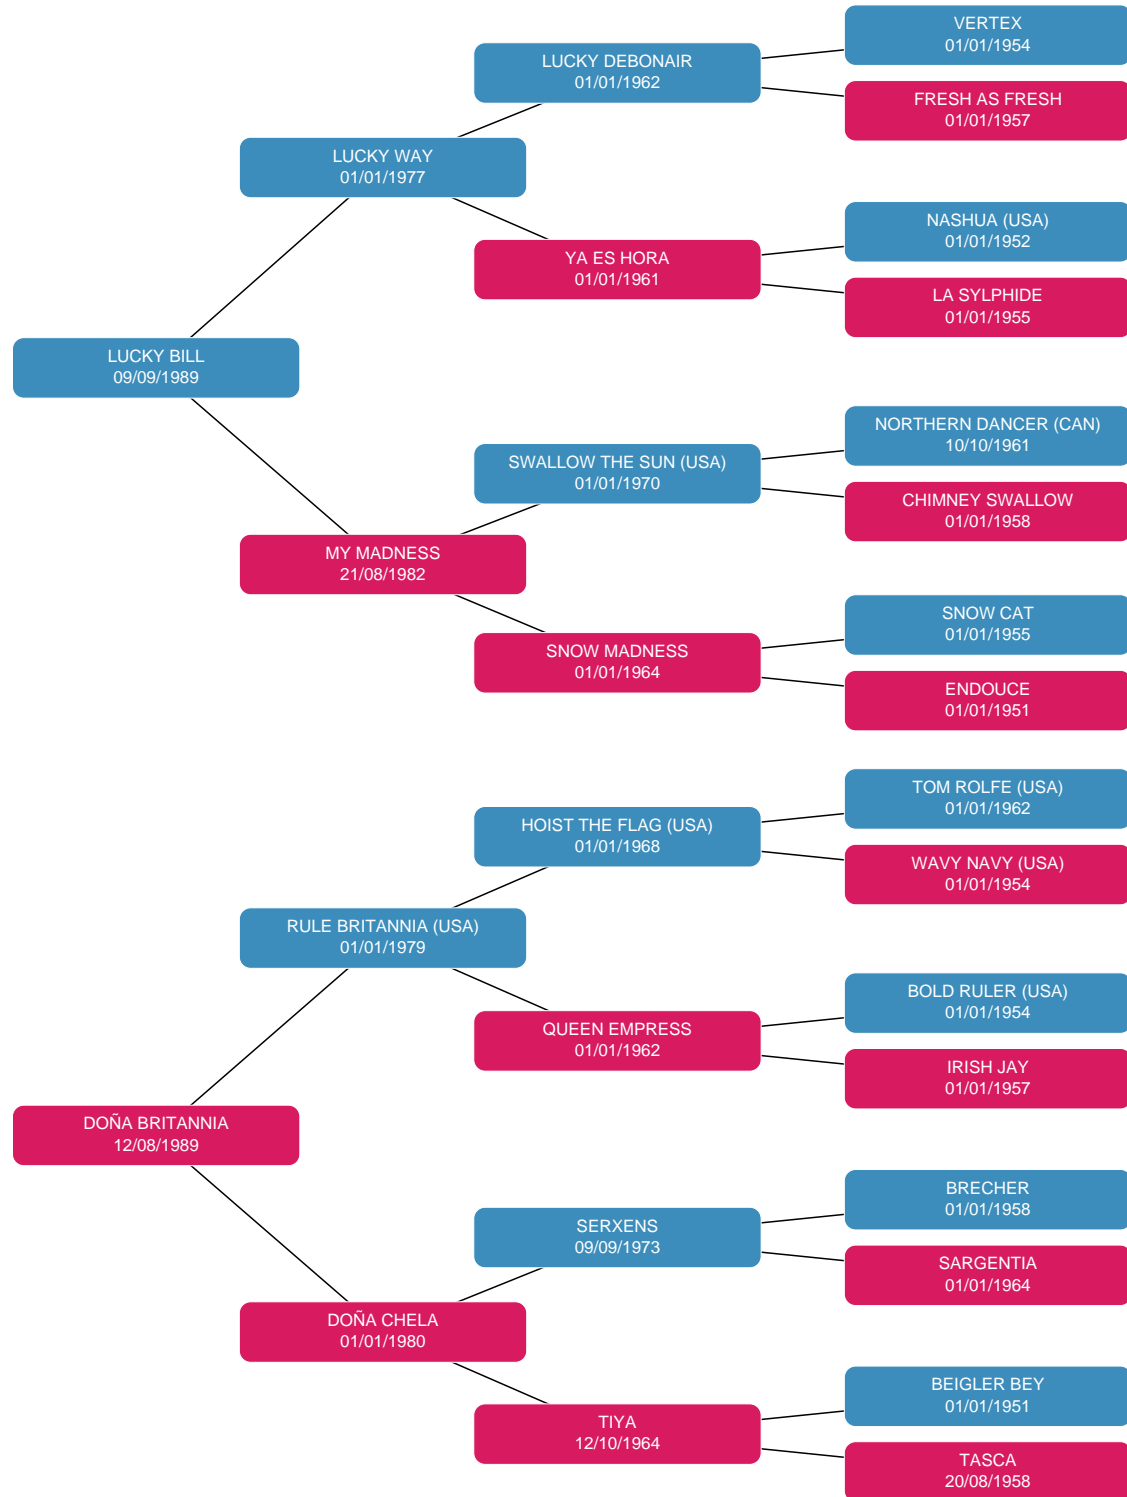 VERTEX
01/01/1954
LUCKY DEBONAIR
01/01/1962
FRESH AS FRESH
01/01/1957
LUCKY WAY
01/01/1977
NASHUA (USA)
01/01/1952
YA ES HORA
01/01/1961
LA SYLPHIDE
01/01/1955
LUCKY BILL
09/09/1989
NORTHERN DANCER (CAN)
10/10/1961
SWALLOW THE SUN (USA)
01/01/1970
CHIMNEY SWALLOW
01/01/1958
MY MADNESS
21/08/1982
SNOW CAT
01/01/1955
SNOW MADNESS
01/01/1964
ENDOUCE
01/01/1951
TOM ROLFE (USA)
01/01/1962
HOIST THE FLAG (USA)
01/01/1968
WAVY NAVY (USA)
01/01/1954
RULE BRITANNIA (USA)
01/01/1979
BOLD RULER (USA)
01/01/1954
QUEEN EMPRESS
01/01/1962
IRISH JAY
01/01/1957
DOÑA BRITANNIA
12/08/1989
BRECHER
01/01/1958
SERXENS
09/09/1973
SARGENTIA
01/01/1964
DOÑA CHELA
01/01/1980
BEIGLER BEY
01/01/1951
TIYA
12/10/1964
TASCA
20/08/1958